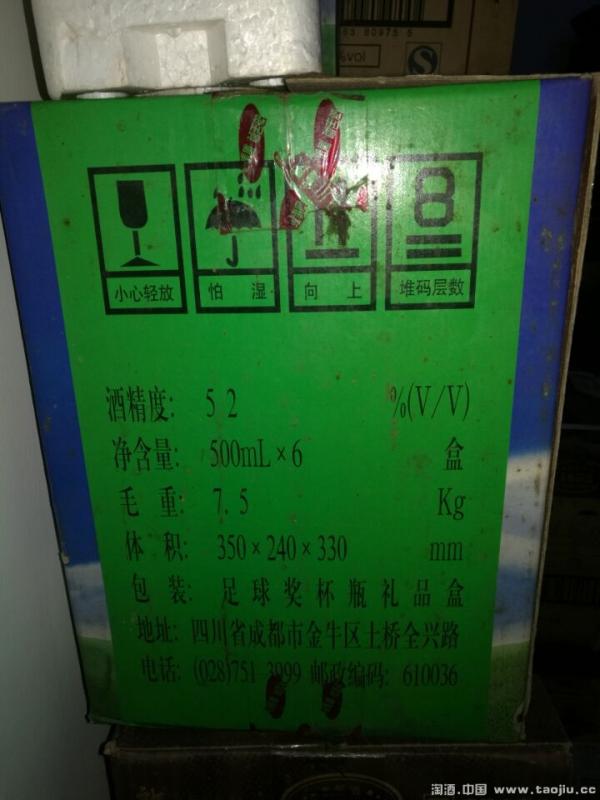 %vol
小心轻放
怕 湿
向 上
堆码层数
8
酒精度: 52 %(V/V)
净含量: 500mL×6 盒
毛 重: 7.5 Kg
体 积: 350×240×330 mm
包 装: 足球奖杯瓶礼品盒
地址: 四川省成都市金牛区土桥全兴路
电话: (028)751 3999 邮政编码: 610036
淘酒.中国 www.taojiu.cc